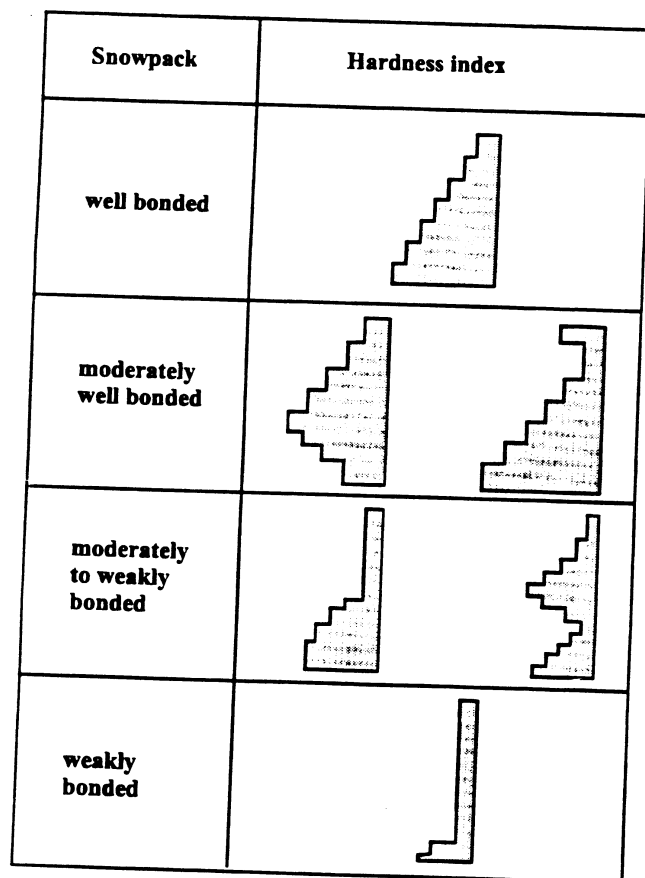 Snowpack
Hardness index
well bonded
moderately
well bonded
moderately
to weakly
bonded
weakly
bonded